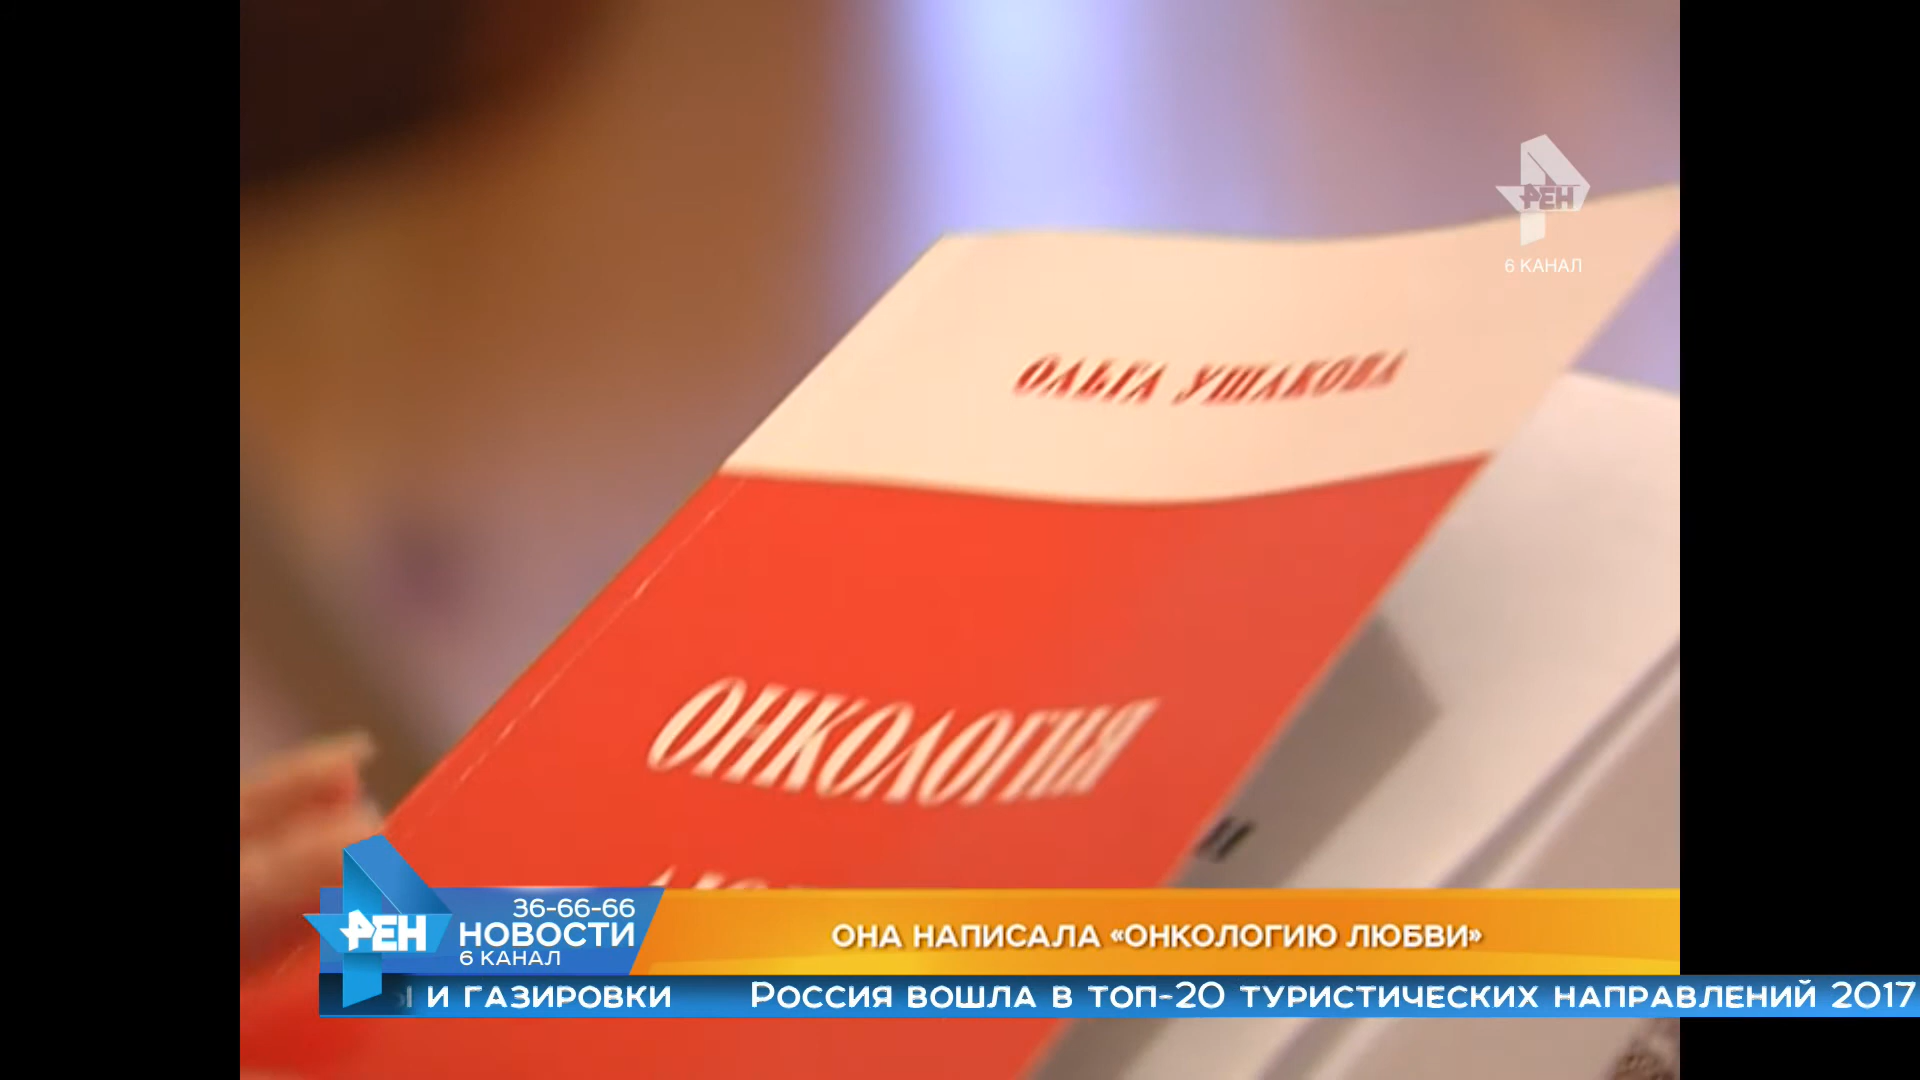 РЕН
6 КАНАЛ
ОЛЬГА УШАКОВА
ОНКОЛОГИЯ
36-66-66
РЕН
НОВОСТИ
6 КАНАЛ
ОНА НАПИСАЛА «ОНКОЛОГИЮ ЛЮБВИ»
И ГАЗИРОВКИ РОССИЯ ВОШЛА В ТОП-20 ТУРИСТИЧЕСКИХ НАПРАВЛЕНИЙ 2017